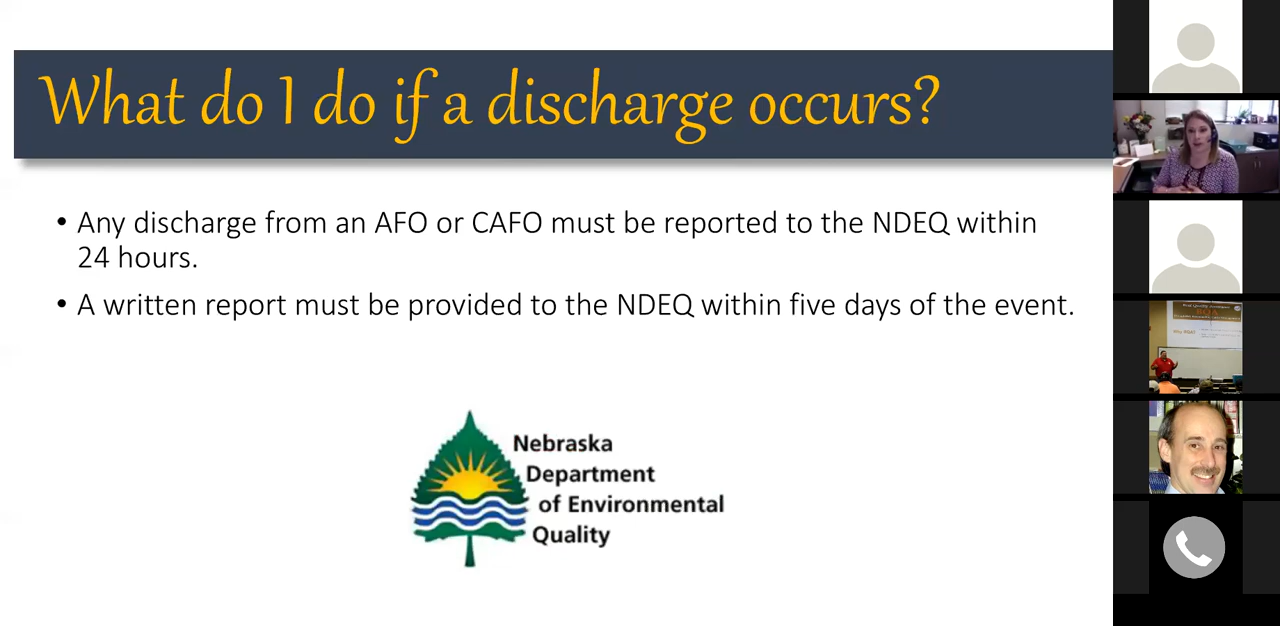 What do I do if a discharge occurs?
• Any discharge from an AFO or CAFO must be reported to the NDEQ within
24 hours.
• A written report must be provided to the NDEQ within five days of the event.
Nebraska
Department
of Environmental
Quality
BQA